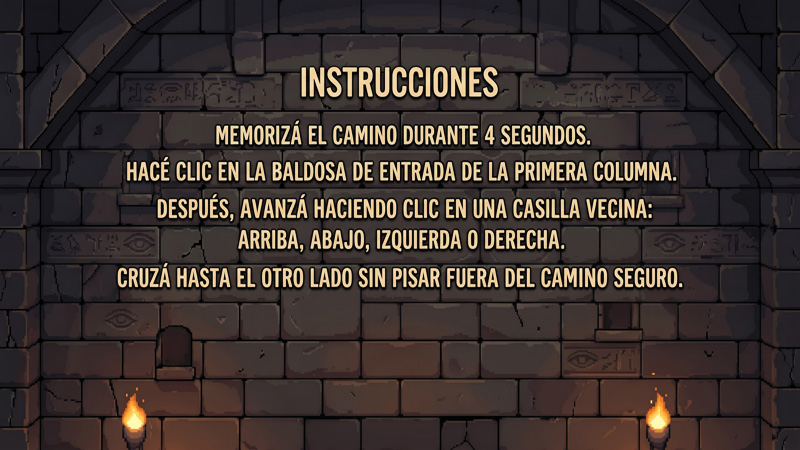 INSTRUCCIONES
MEMORIZÁ EL CAMINO DURANTE 4 SEGUNDOS.
HACÉ CLIC EN LA BALDOSA DE ENTRADA DE LA PRIMERA COLUMNA.
DESPUÉS, AVANZÁ HACIENDO CLIC EN UNA CASILLA VECINA:
ARRIBA, ABAJO, IZQUIERDA O DERECHA.
CRUZÁ HASTA EL OTRO LADO SIN PISAR FUERA DEL CAMINO SEGURO.